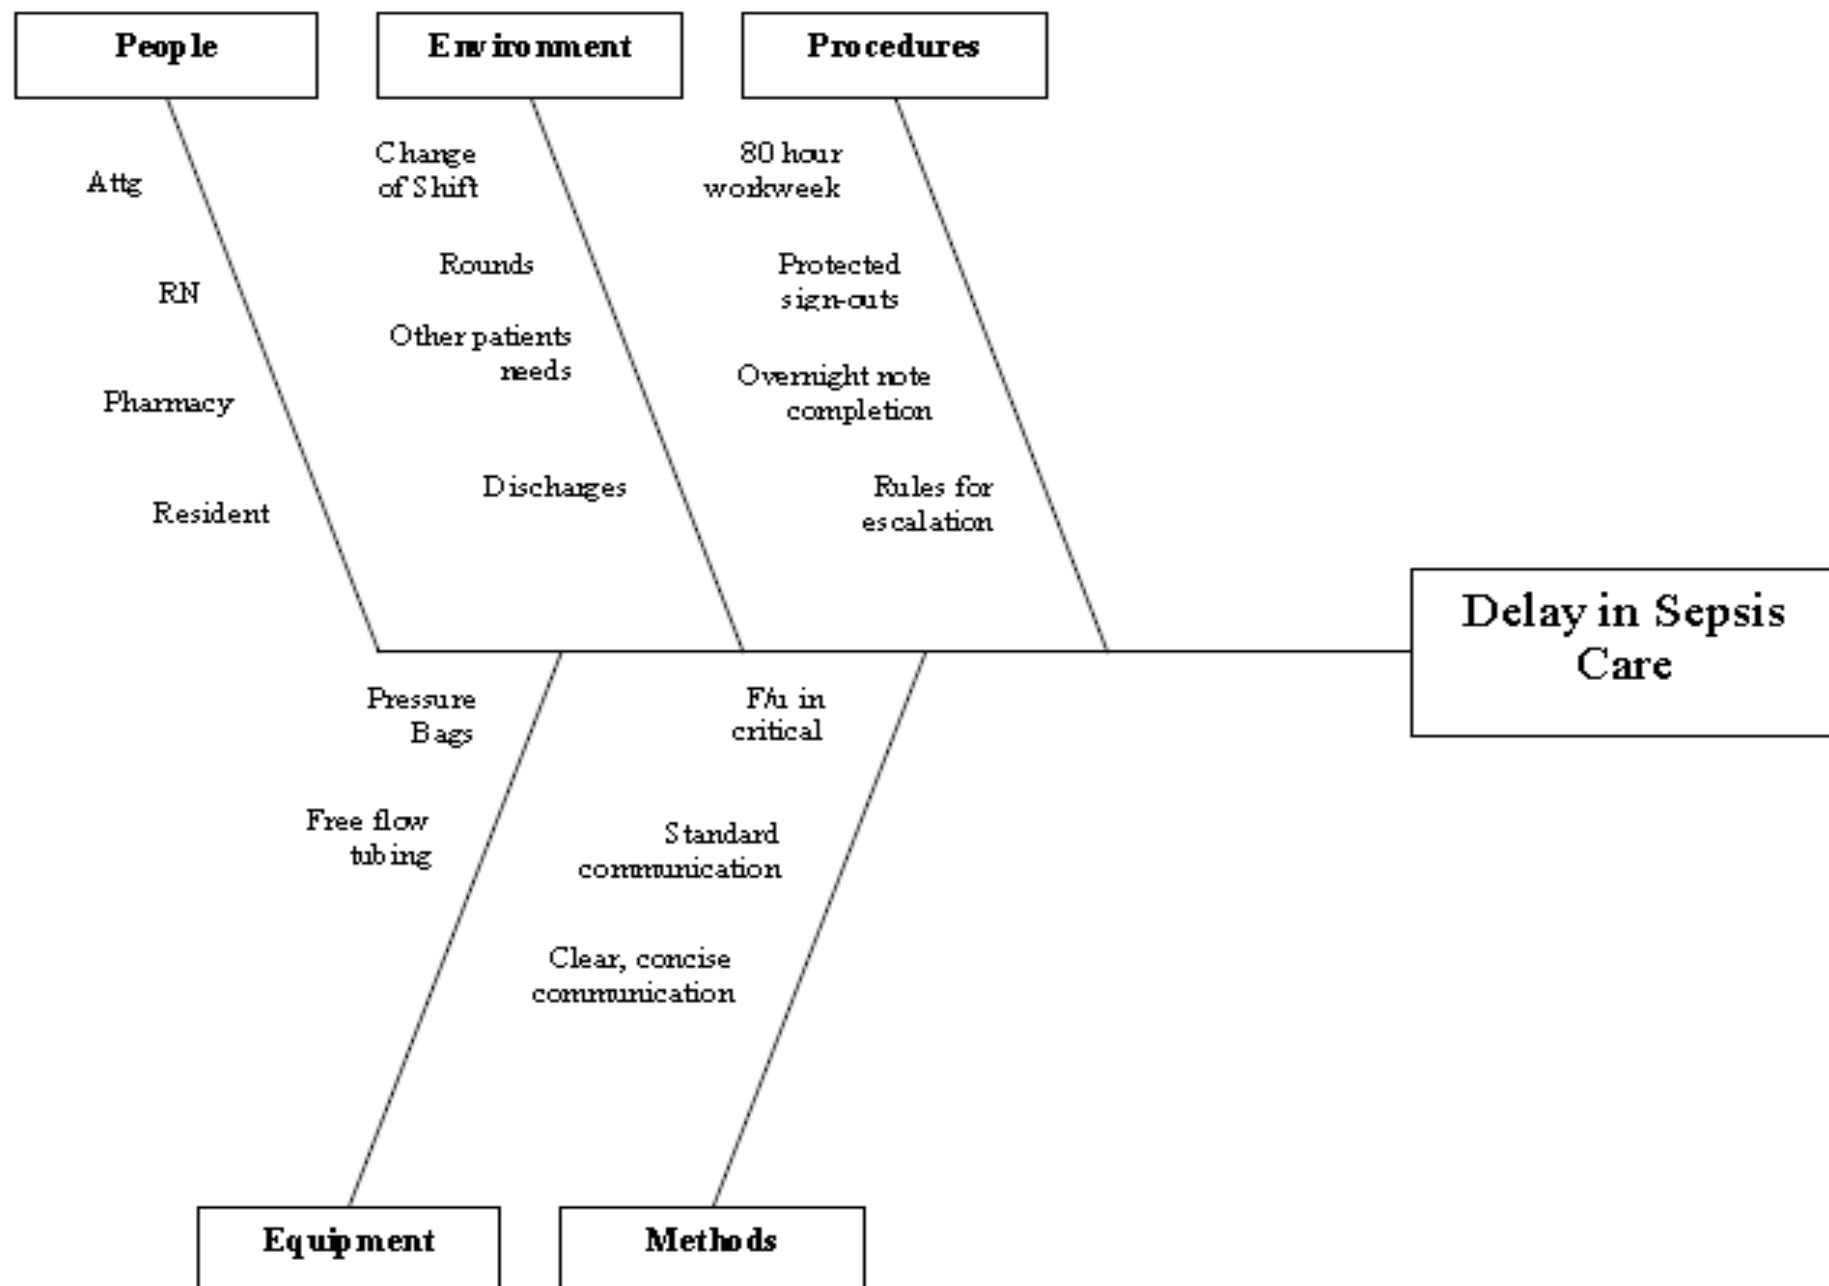 People
Environment
Procedures
Attg
RN
Pharmacy
Resident
Change
of Shift
Rounds
Other patients
needs
Discharges
80 hour
workweek
Protected
sign-outs
Overnight note
completion
Rules for
escalation
Delay in Sepsis
Care
Pressure
Bags
Free flow
tubing
F/u in
critical
Standard
communication
Clear, concise
communication
Equipment
Methods